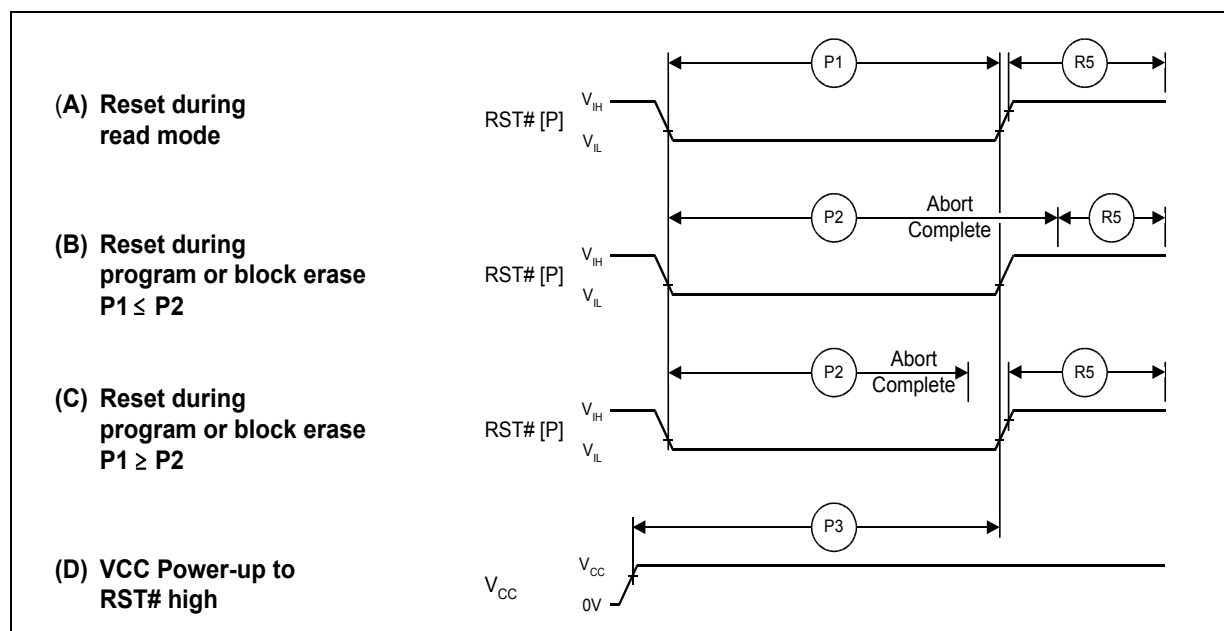 P1
R5
(A) Reset during
read mode
RST# [P]
VIH
VIL
P2
Abort
Complete
R5
(B) Reset during
program or block erase
P1 ≤ P2
RST# [P]
VIH
VIL
P2
Abort
Complete
R5
(C) Reset during
program or block erase
P1 ≥ P2
RST# [P]
VIH
VIL
P3
(D) VCC Power-up to
RST# high
VCC
VCC
0V